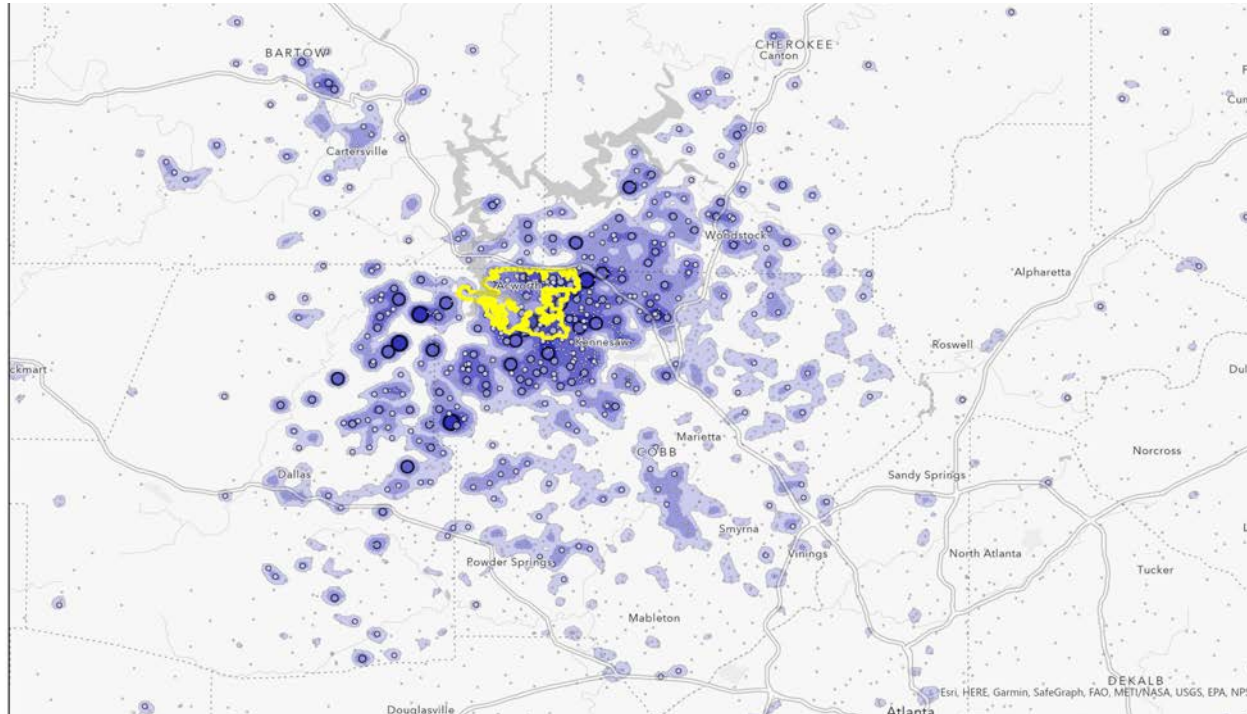 BARTOW
CHEROKEE
Canton
Cartersville
Woodstock
Alpharetta
Acworth
Kennesaw
Roswell
ckmart
Marietta
COBB
Norcross
Dallas
Sandy Springs
Smyrna
North Atlanta
Vinings
Powder Springs
Tucker
Mableton
DEKALB
Esri, HERE, Garmin, SafeGraph, FAO, METI/NASA, USGS, EPA, NPS
Douglasville
Atlanta